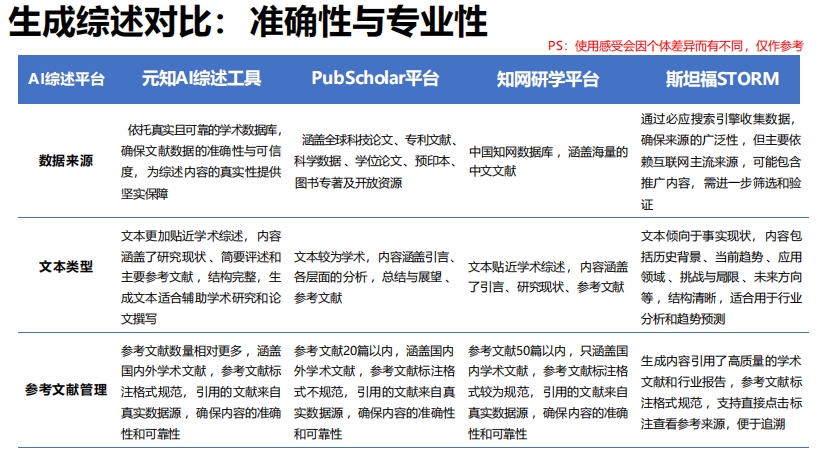 生成综述对比：准确性与专业性
PS：使用感受会因个体差异而有不同，仅作参考
AI综述平台
元知AI综述工具
PubScholar平台
知网研学平台
斯坦福STORM
数据来源
依托真实且可靠的学术数据库，
确保文献数据的准确性与可信
度，为综述内容的真实性提供
坚实保障
涵盖全球科技论文、专利文献、
科学数据、学位论文、预印本、
图书专著及开放资源
中国知网数据库，涵盖海量的
中文文献
通过必应搜索引擎收集数据，
确保来源的广泛性，但主要依
赖互联网主流来源，可能包含
推广内容，需进一步筛选和验
证
文本类型
文本更加贴近学术综述，内容
涵盖了研究现状、简要评述和
主要参考文献，结构完整，生
成文本适合辅助学术研究和论
文撰写
文本较为学术，内容涵盖引言、
各层面的分析，总结与展望、
参考文献
文本贴近学术综述，内容涵盖
了引言、研究现状、参考文献
文本倾向于事实现状，内容包
括历史背景、当前趋势、应用
领域、挑战与局限、未来方向
等，结构清晰，适合用于行业
分析和趋势预测
参考文献管理
参考文献数量相对更多，涵盖
国内外学术文献，参考文献标
注格式规范，引用的文献来自
真实数据源，确保内容的准确
性和可靠性
参考文献20篇以内，涵盖国内
外学术文献，参考文献标注格
式不规范，引用的文献来自真
实数据源，确保内容的准确性
和可靠性
参考文献50篇以内，只涵盖国
内学术文献，参考文献标注格
式较为规范，引用的文献来自
真实数据源，确保内容的准确
性和可靠性
生成内容引用了高质量的学术
文献和行业报告，参考文献标
注格式规范，支持直接点击标
注查看参考来源，便于追溯